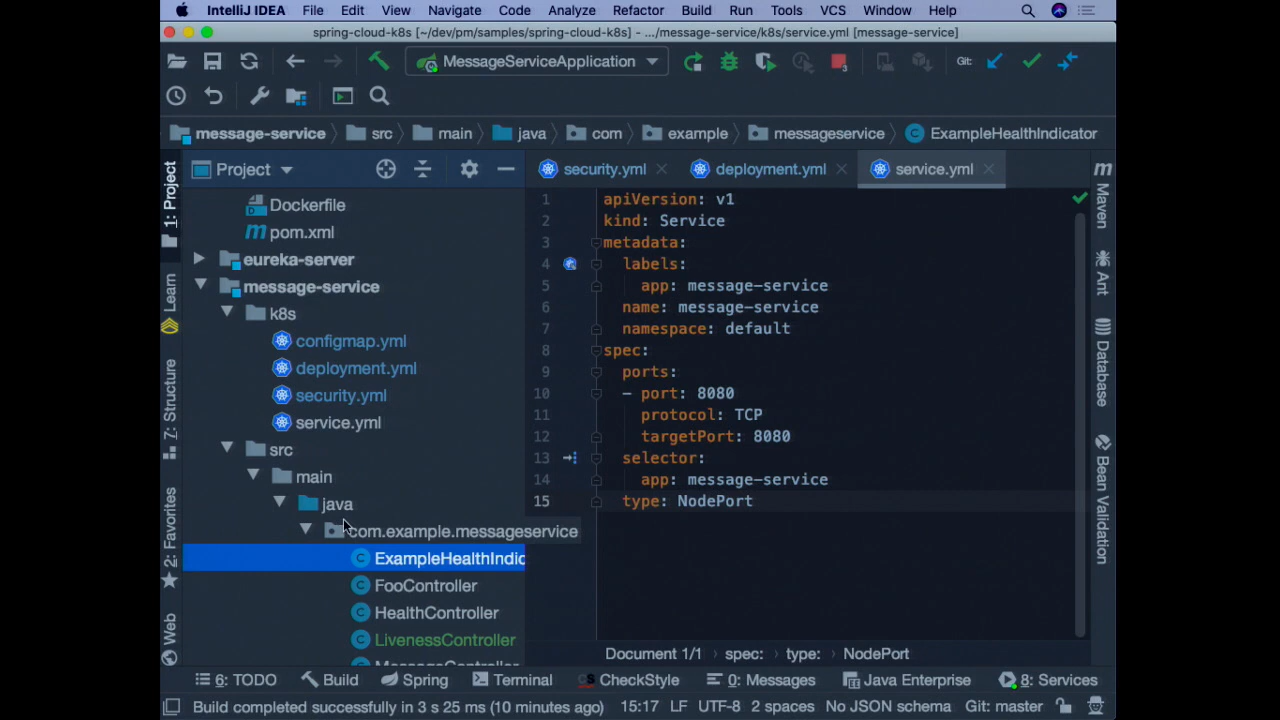 IntelliJ IDEA File Edit View Navigate Code Analyze Refactor Build Run Tools VCS Window Help
spring-cloud-k8s [~/dev/pm/samples/spring-cloud-k8s] - .../message-service/k8s/service.yml [message-service]
MessageServiceApplication Git:
message-service src main java com example messageservice ExampleHealthIndicator
Project security.yml deployment.yml service.yml
1: Project
Learn
7: Structure
2: Favorites
Web
Dockerfile
pom.xml
eureka-server
message-service
k8s
configmap.yml
deployment.yml
security.yml
service.yml
src
main
java
com.example.messageservice
ExampleHealthIndic
FooController
HealthController
LivenessController
MessageController
1 apiVersion: v1
2 kind: Service
3 metadata:
4 labels:
5 app: message-service
6 name: message-service
7 namespace: default
8 spec:
9 ports:
10 - port: 8080
11 protocol: TCP
12 targetPort: 8080
13 selector:
14 app: message-service
15 type: NodePort
Maven
Ant
Database
Bean Validation
Document 1/1 spec: type: NodePort
6: TODO Build Spring Terminal CheckStyle 0: Messages Java Enterprise 8: Services
Build completed successfully in 3 s 25 ms (10 minutes ago) 15:17 LF UTF-8 2 spaces No JSON schema Git: master